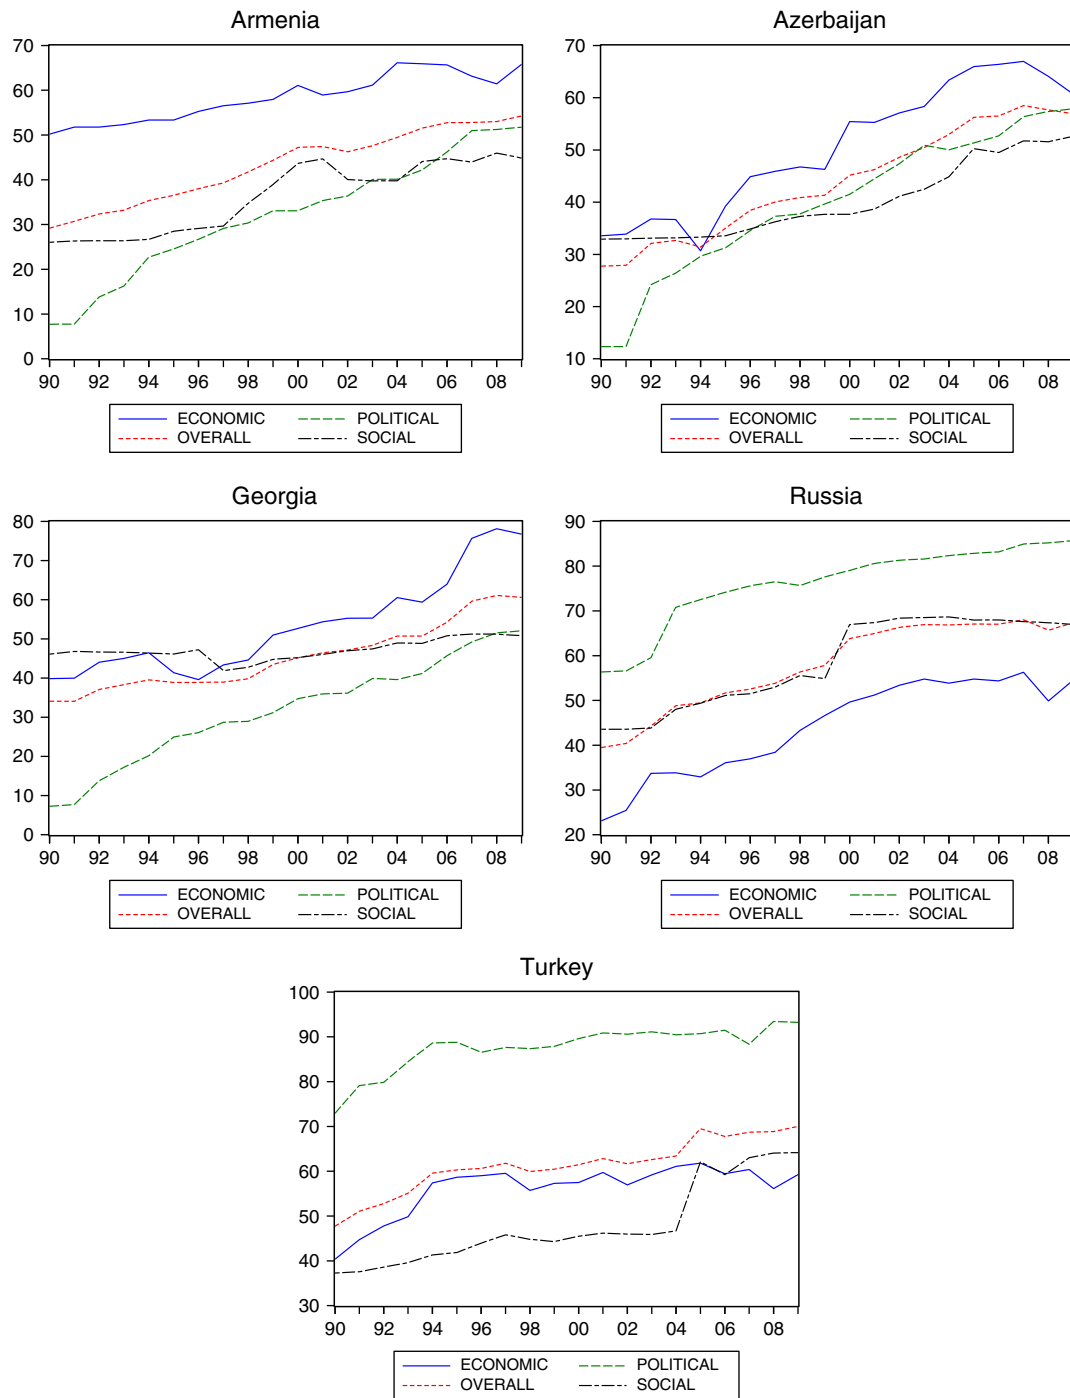 Armenia
70
60
50
40
30
20
10
0
90 92 94 96 98 00 02 04 06 08
ECONOMIC POLITICAL
OVERALL SOCIAL
Azerbaijan
70
60
50
40
30
20
10
90 92 94 96 98 00 02 04 06 08
ECONOMIC POLITICAL
OVERALL SOCIAL
Georgia
80
70
60
50
40
30
20
10
0
90 92 94 96 98 00 02 04 06 08
ECONOMIC POLITICAL
OVERALL SOCIAL
Russia
90
80
70
60
50
40
30
20
90 92 94 96 98 00 02 04 06 08
ECONOMIC POLITICAL
OVERALL SOCIAL
Turkey
100
90
80
70
60
50
40
30
90 92 94 96 98 00 02 04 06 08
ECONOMIC POLITICAL
OVERALL SOCIAL